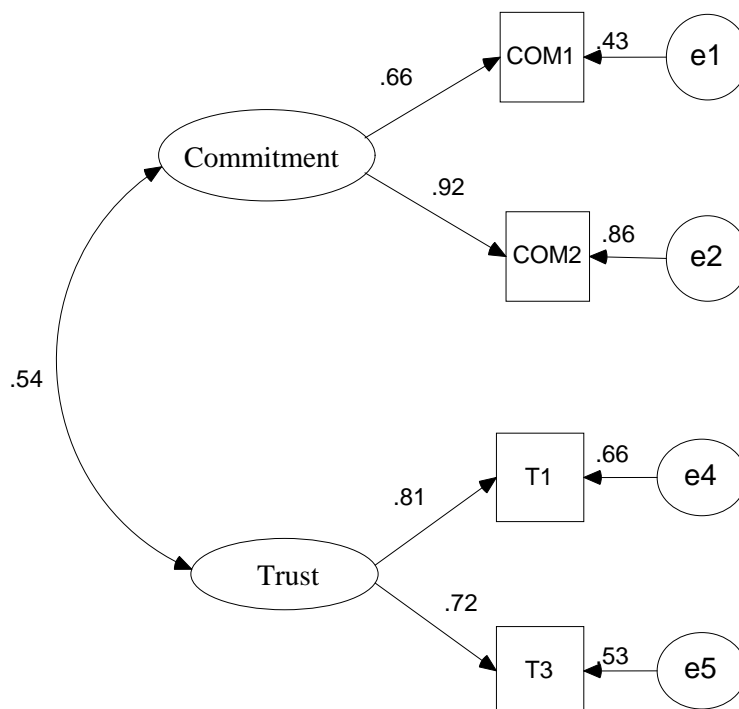 COM1
.43
e1
.66
Commitment
.92
COM2
.86
e2
.54
T1
.66
e4
.81
Trust
.72
T3
.53
e5